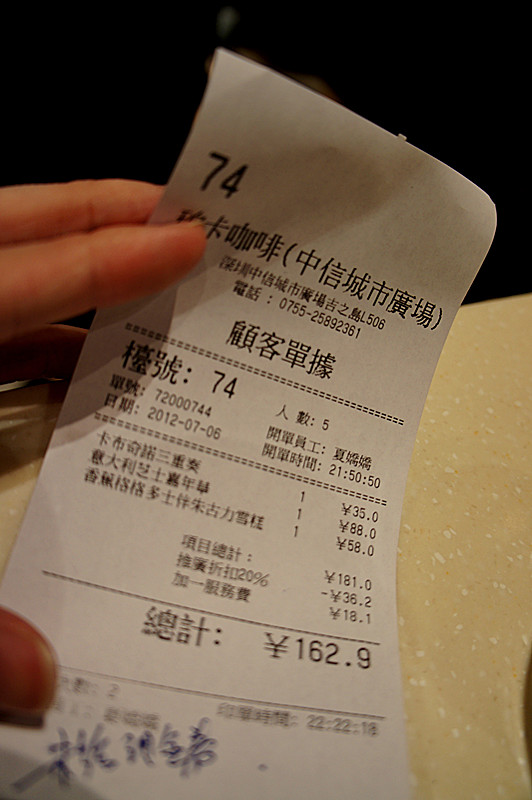 74
卡咖啡(中信城市廣場)
深圳中信城市廣場吉之島L506
電話 : 0755-25892361
顧客單據
檯號: 74 人數: 5
單號: 72000744 開單員工: 夏嬌嬌
日期: 2012-07-06 開單時間: 21:50:50
卡布奇諾三重奏 1 ¥35.0
意大利芝士嘉年華 1 ¥88.0
香蕉格格多士伴朱古力雪糕 1 ¥58.0
項目總計: ¥181.0
推廣折扣20% -¥36.2
加一服務費 ¥18.1
總計: ¥162.9
數: 2 印單時間: 22:22:18